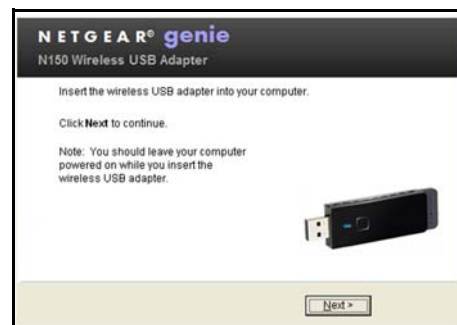 NETGEAR® genie
N150 Wireless USB Adapter
Insert the wireless USB adapter into your computer.
Click Next to continue.
Note: You should leave your computer
powered on while you insert the
wireless USB adapter.
Next >